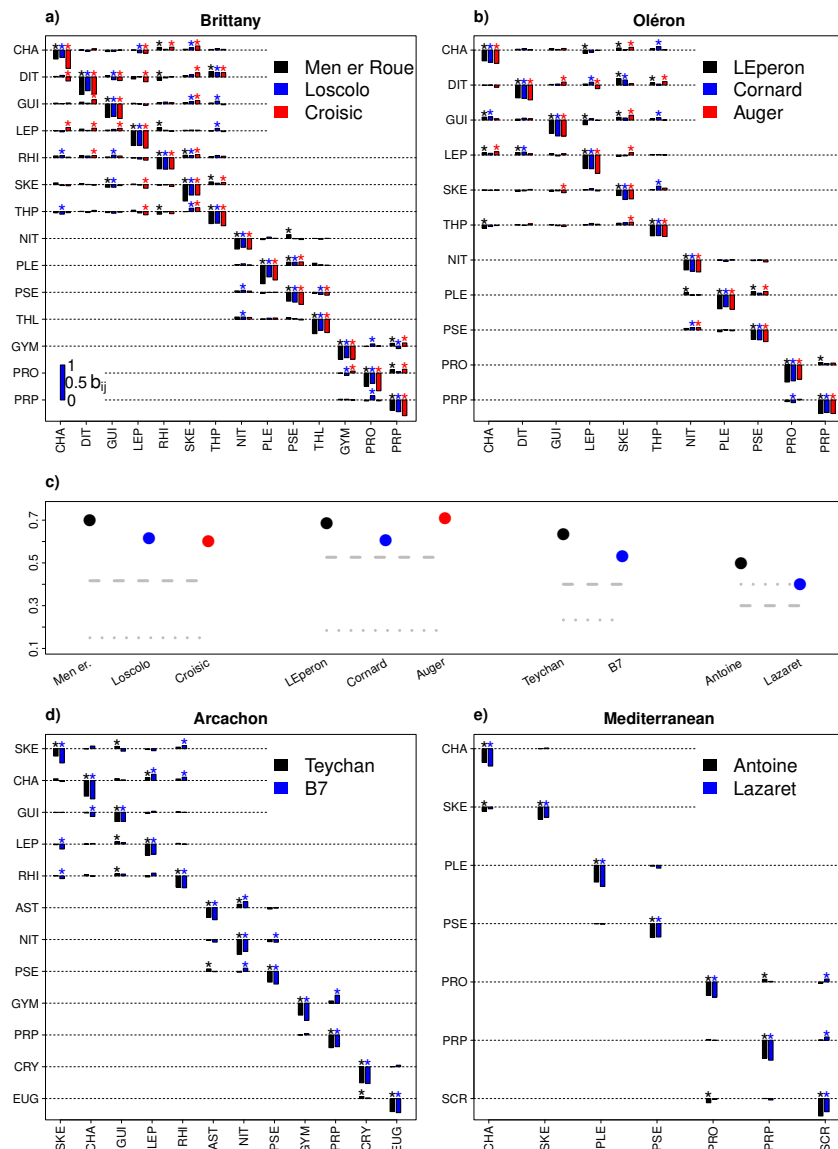 a) Brittany
CHA
DIT
GUI
LEP
RHI
SKE
THP
NIT
PLE
PSE
THL
GYM
PRO
PRP
Men er Roue
Loscolo
Croisic
1
0.5 bij
0
CHA DIT GUI LEP RHI SKE THP NIT PLE PSE THL GYM PRO PRP
b) Oléron
CHA
DIT
GUI
LEP
SKE
THP
NIT
PLE
PSE
PRO
PRP
LEperon
Cornard
Auger
CHA DIT GUI LEP SKE THP NIT PLE PSE PRO PRP
c)
0.7
0.5
0.3
0.1
Men er. Loscolo Croisic LEperon Cornard Auger Teychan B7 Antoine Lazaret
d) Arcachon
SKE
CHA
GUI
LEP
RHI
AST
NIT
PSE
GYM
PRP
CRY
EUG
Teychan
B7
SKE CHA GUI LEP RHI AST NIT PSE GYM PRP CRY EUG
e) Mediterranean
CHA
SKE
PLE
PSE
PRO
PRP
SCR
Antoine
Lazaret
CHA SKE PLE PSE PRO PRP SCR